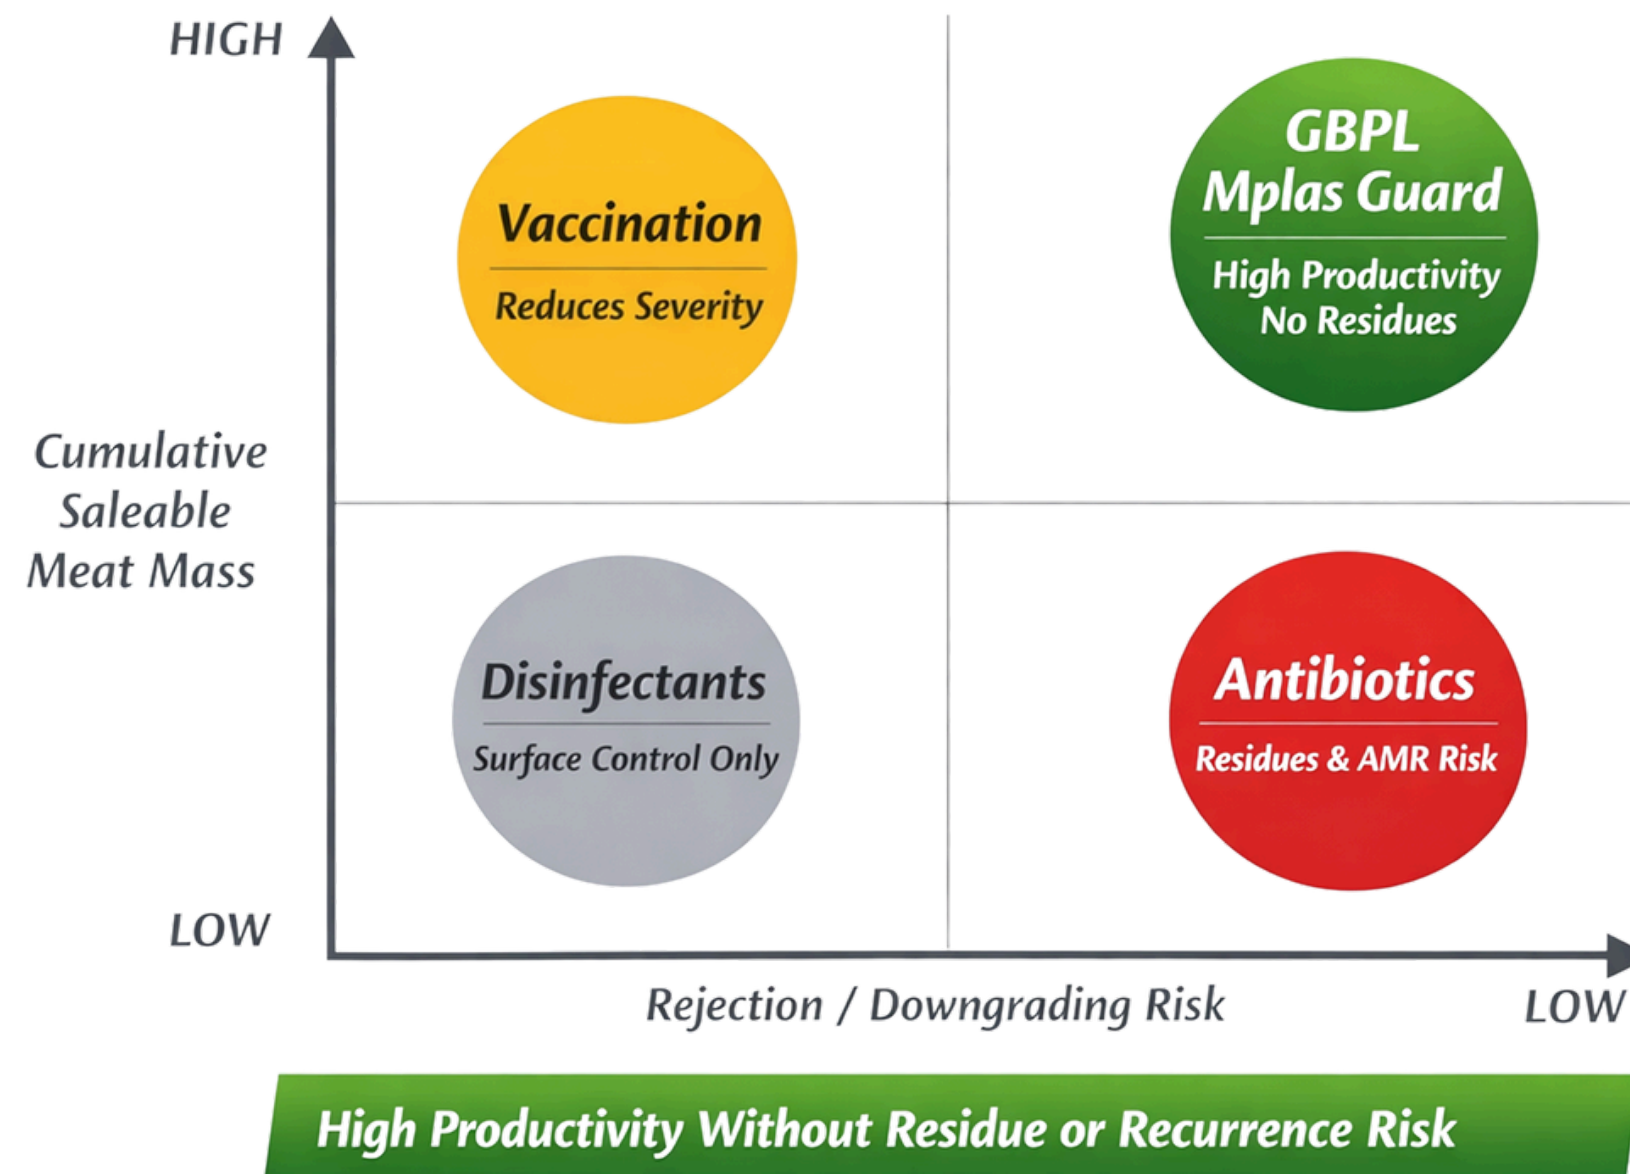 HIGH
Vaccination
Reduces Severity
GBPL
Mplas Guard
High Productivity
No Residues
Cumulative
Saleable
Meat Mass
Disinfectants
Surface Control Only
Antibiotics
Residues & AMR Risk
LOW
Rejection / Downgrading Risk
LOW
High Productivity Without Residue or Recurrence Risk